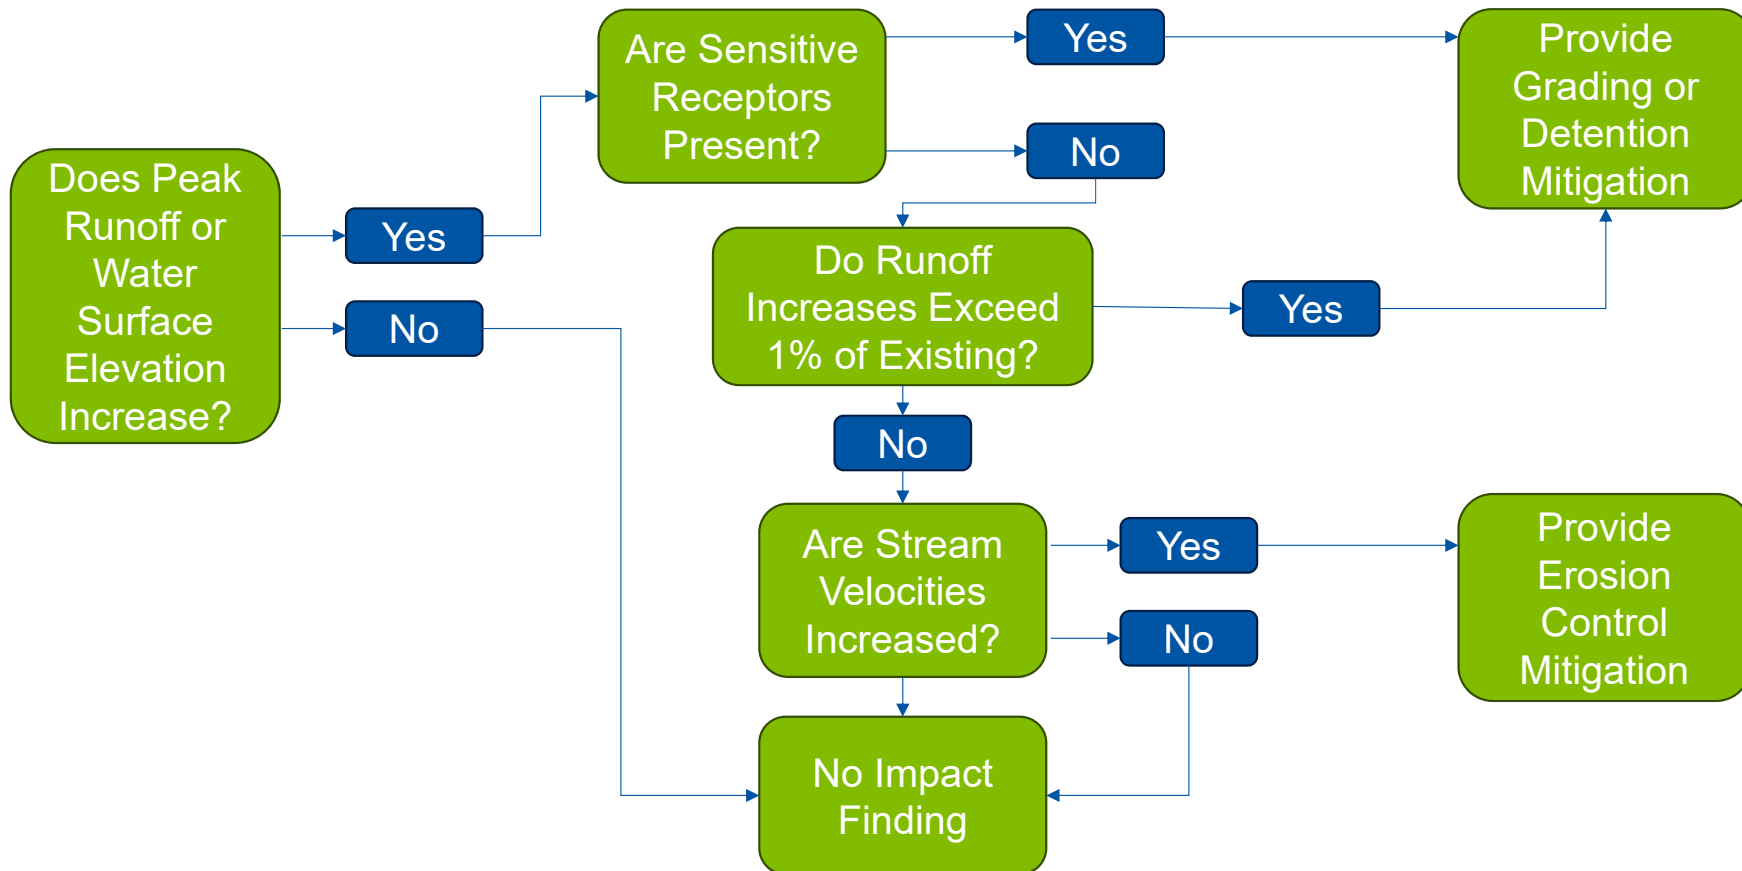 Does Peak
Runoff or
Water
Surface
Elevation
Increase?
Yes
No
Are Sensitive
Receptors
Present?
Yes
No
Provide
Grading or
Detention
Mitigation
Do Runoff
Increases Exceed
1% of Existing?
Yes
No
Are Stream
Velocities
Increased?
Yes
No
Provide
Erosion
Control
Mitigation
No Impact
Finding